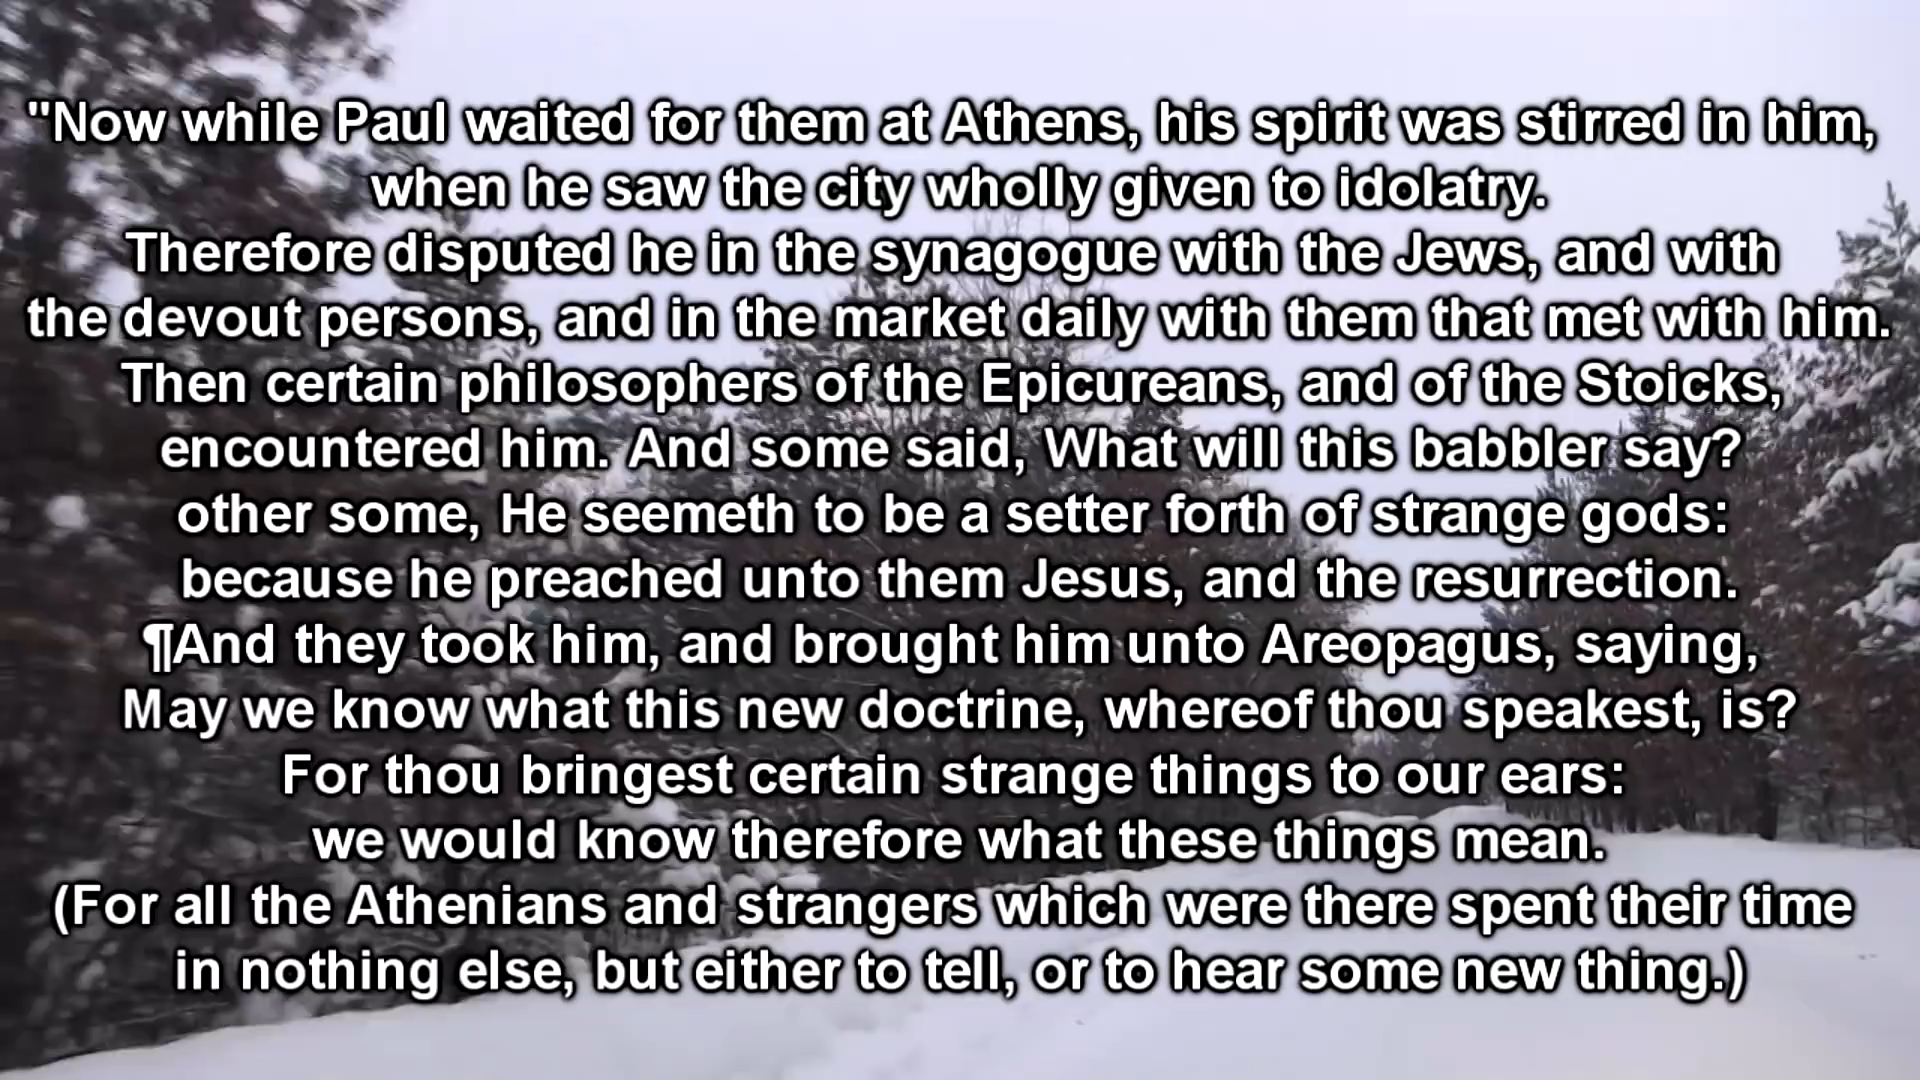 "Now while Paul waited for them at Athens, his spirit was stirred in him,
when he saw the city wholly given to idolatry.
Therefore disputed he in the synagogue with the Jews, and with
the devout persons, and in the market daily with them that met with him.
Then certain philosophers of the Epicureans, and of the Stoicks,
encountered him. And some said, What will this babbler say?
other some, He seemeth to be a setter forth of strange gods:
because he preached unto them Jesus, and the resurrection.
¶And they took him, and brought him unto Areopagus, saying,
May we know what this new doctrine, whereof thou speakest, is?
For thou bringest certain strange things to our ears:
we would know therefore what these things mean.
(For all the Athenians and strangers which were there spent their time
in nothing else, but either to tell, or to hear some new thing.)